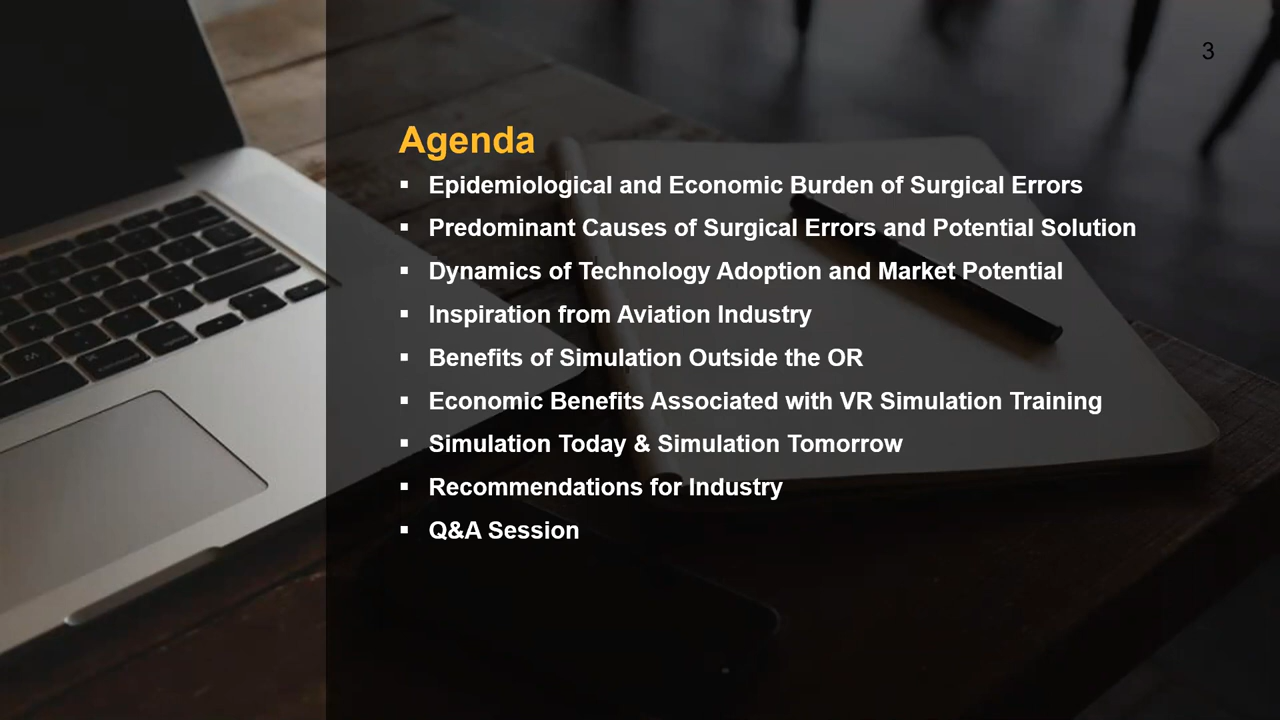 3
Agenda
▪ Epidemiological and Economic Burden of Surgical Errors
▪ Predominant Causes of Surgical Errors and Potential Solution
▪ Dynamics of Technology Adoption and Market Potential
▪ Inspiration from Aviation Industry
▪ Benefits of Simulation Outside the OR
▪ Economic Benefits Associated with VR Simulation Training
▪ Simulation Today & Simulation Tomorrow
▪ Recommendations for Industry
▪ Q&A Session